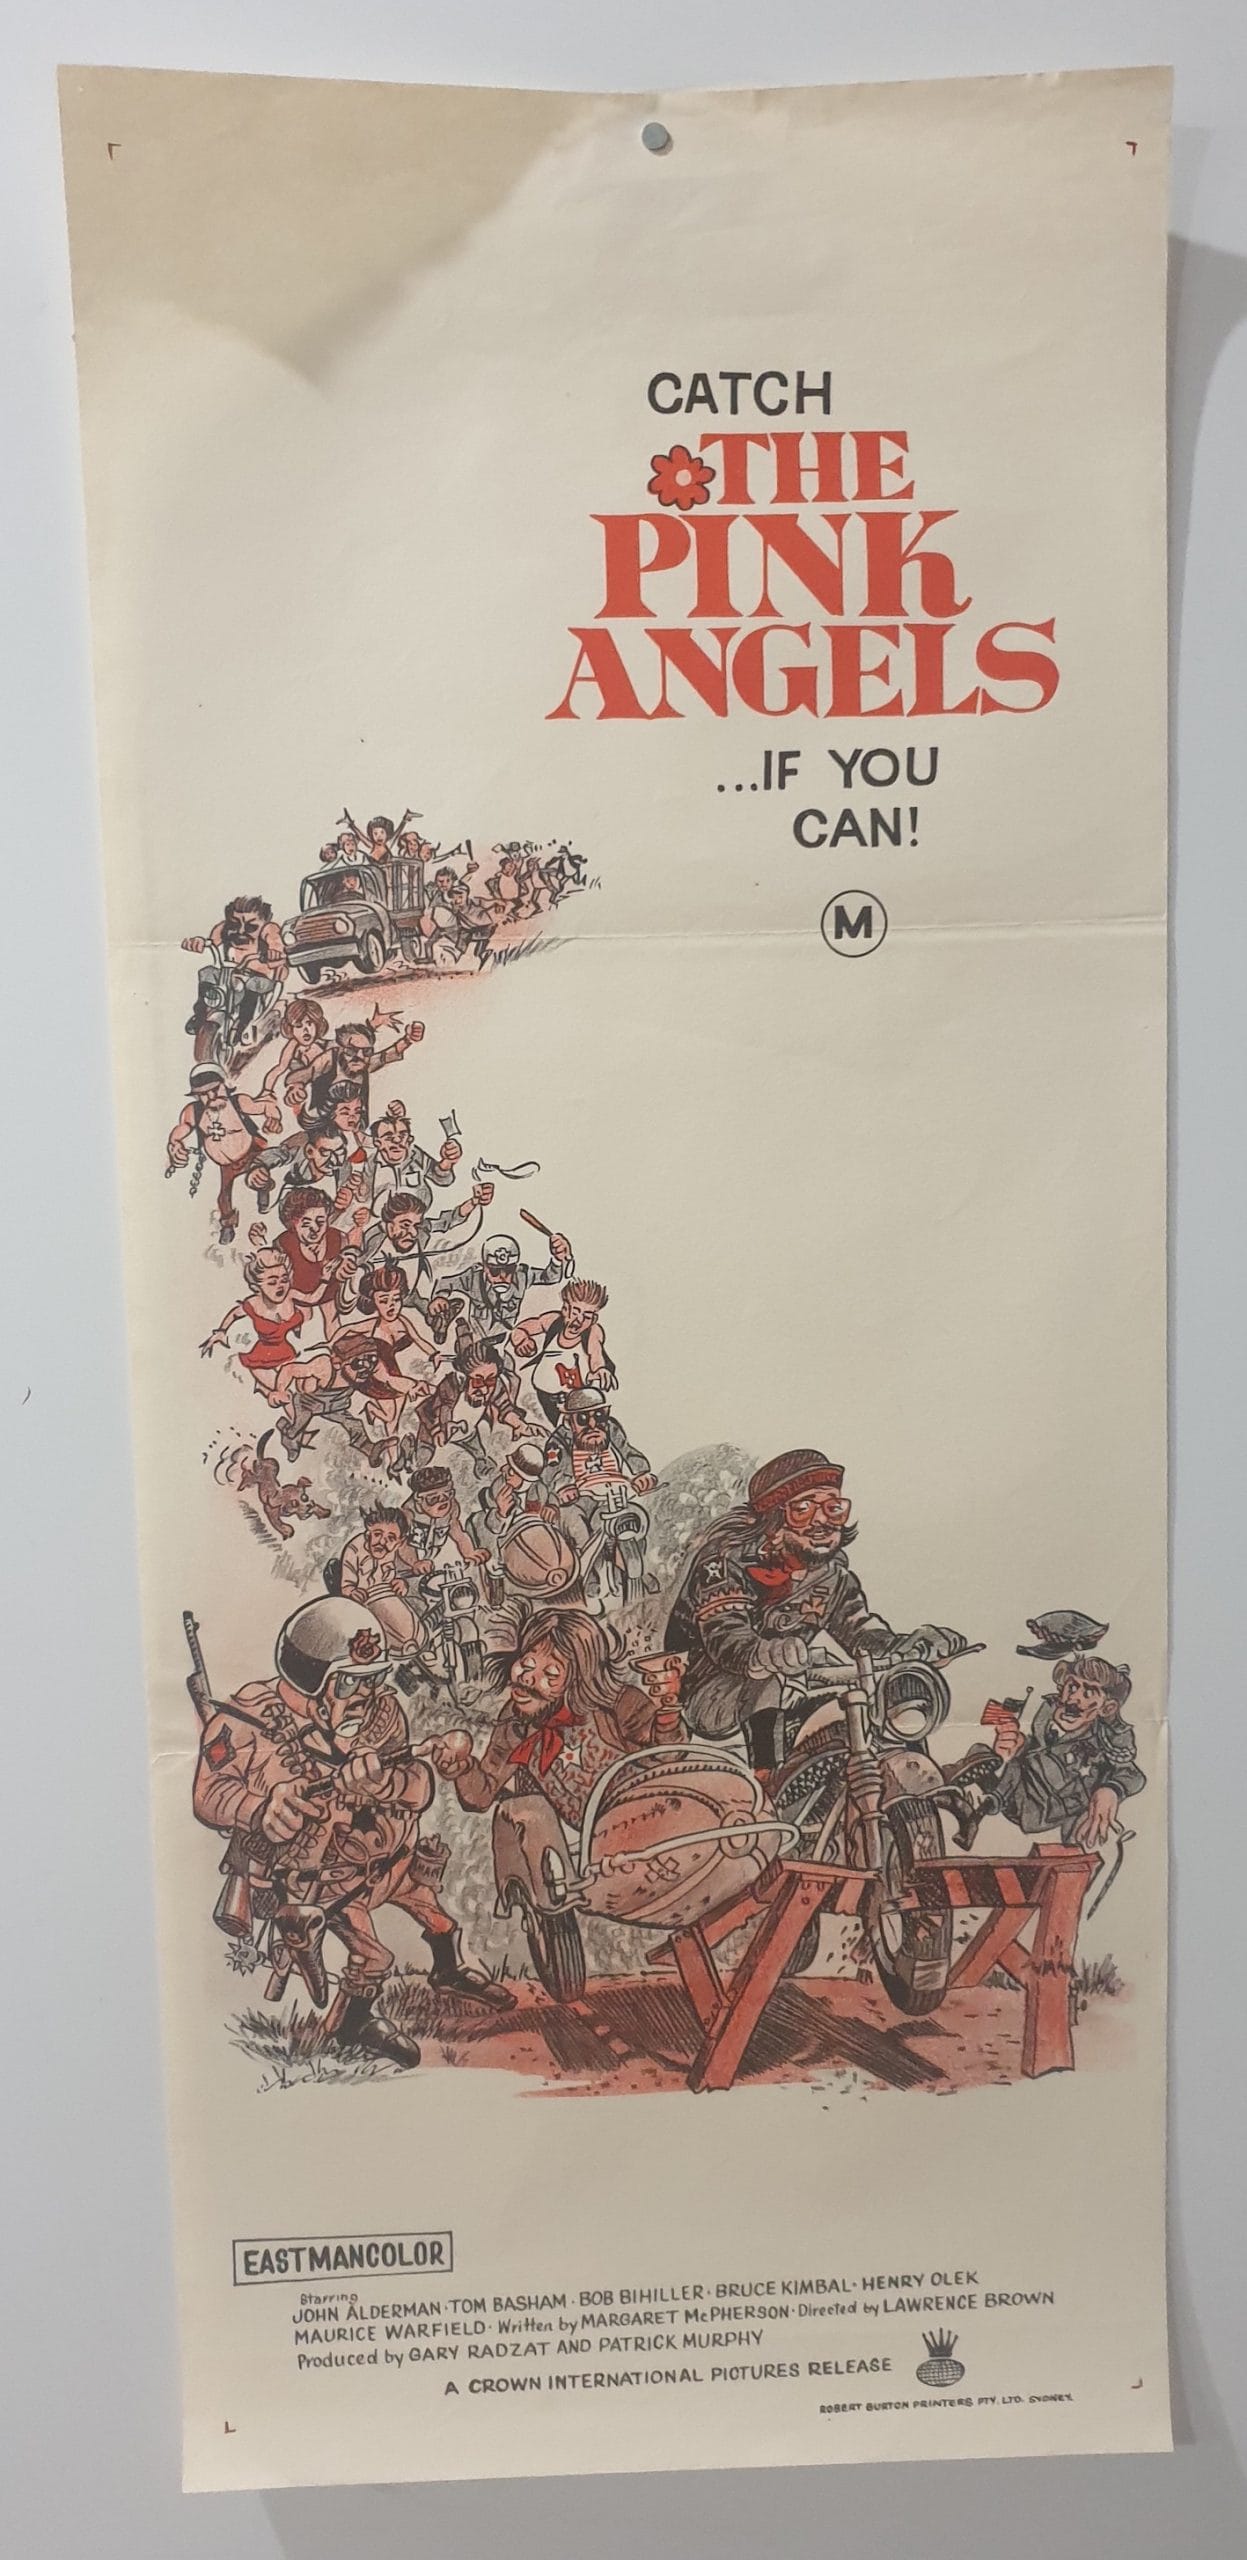 CATCH
THE
PINK
ANGELS
...IF YOU
CAN!
M
EASTMANCOLOR
Starring
JOHN ALDERMAN · TOM BASHAM · BOB BIHILLER · BRUCE KIMBAL · HENRY OLEK
MAURICE WARFIELD · Written by MARGARET McPHERSON · Directed by LAWRENCE BROWN
Produced by GARY RADZAT AND PATRICK MURPHY
A CROWN INTERNATIONAL PICTURES RELEASE
ROBERT BURTON PRINTERS PTY. LTD. SYDNEY.